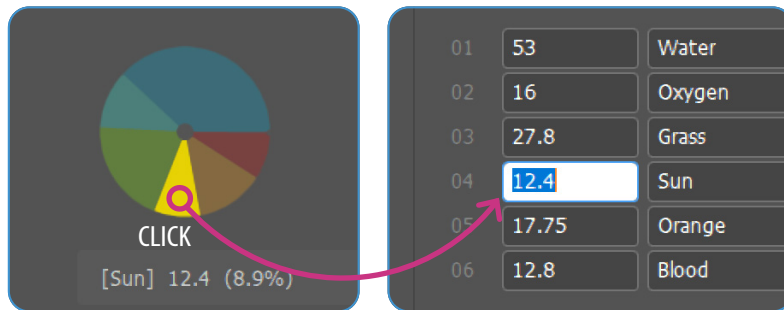 CLICK
[Sun] 12.4 (8.9%)
01 53 Water
02 16 Oxygen
03 27.8 Grass
04 12.4 Sun
05 17.75 Orange
06 12.8 Blood